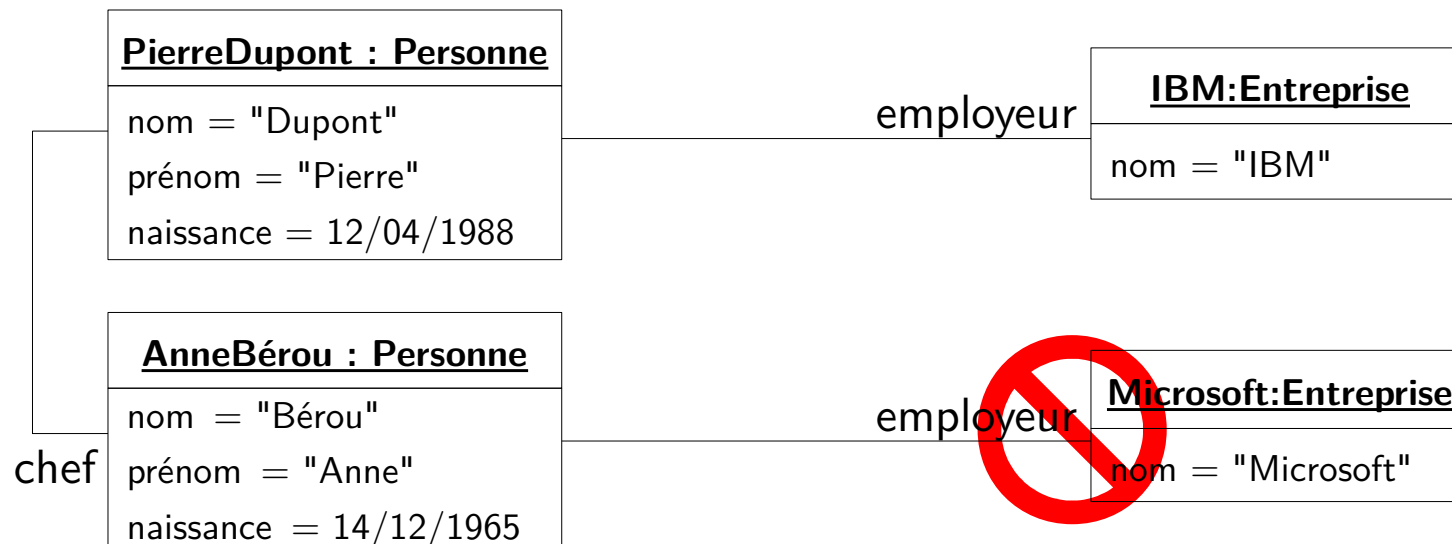 PierreDupont : Personne
nom = "Dupont"
prénom = "Pierre"
naissance = 12/04/1988
employeur
IBM:Entreprise
nom = "IBM"
AnneBérou : Personne
nom = "Bérou"
prénom = "Anne"
naissance = 14/12/1965
chef
employeur
Microsoft:Entreprise
nom = "Microsoft"